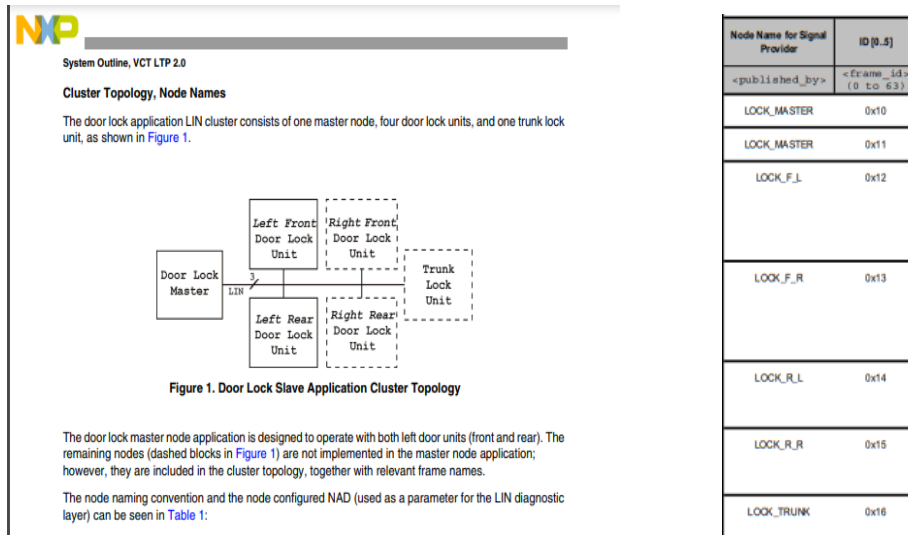 NXP
System Outline, VCT LTP 2.0
Cluster Topology, Node Names
The door lock application LIN cluster consists of one master node, four door lock units, and one trunk lock
unit, as shown in Figure 1.
Left Front
Door Lock
Unit
Right Front
Door Lock
Unit
Door Lock
Master
3
LIN
Trunk
Lock
Unit
Left Rear
Door Lock
Unit
Right Rear
Door Lock
Unit
Figure 1. Door Lock Slave Application Cluster Topology
The door lock master node application is designed to operate with both left door units (front and rear). The
remaining nodes (dashed blocks in Figure 1) are not implemented in the master node application;
however, they are included in the cluster topology, together with relevant frame names.
The node naming convention and the node configured NAD (used as a parameter for the LIN diagnostic
layer) can be seen in Table 1:
Node Name for Signal
Provider
ID [0..5]
<published_by>
<frame_id>
(0 to 63)
LOCK_MASTER 0x10
LOCK_MASTER 0x11
LOCK_F_L 0x12
LOCK_F_R 0x13
LOCK_R_L 0x14
LOCK_R_R 0x15
LOCK_TRUNK 0x16